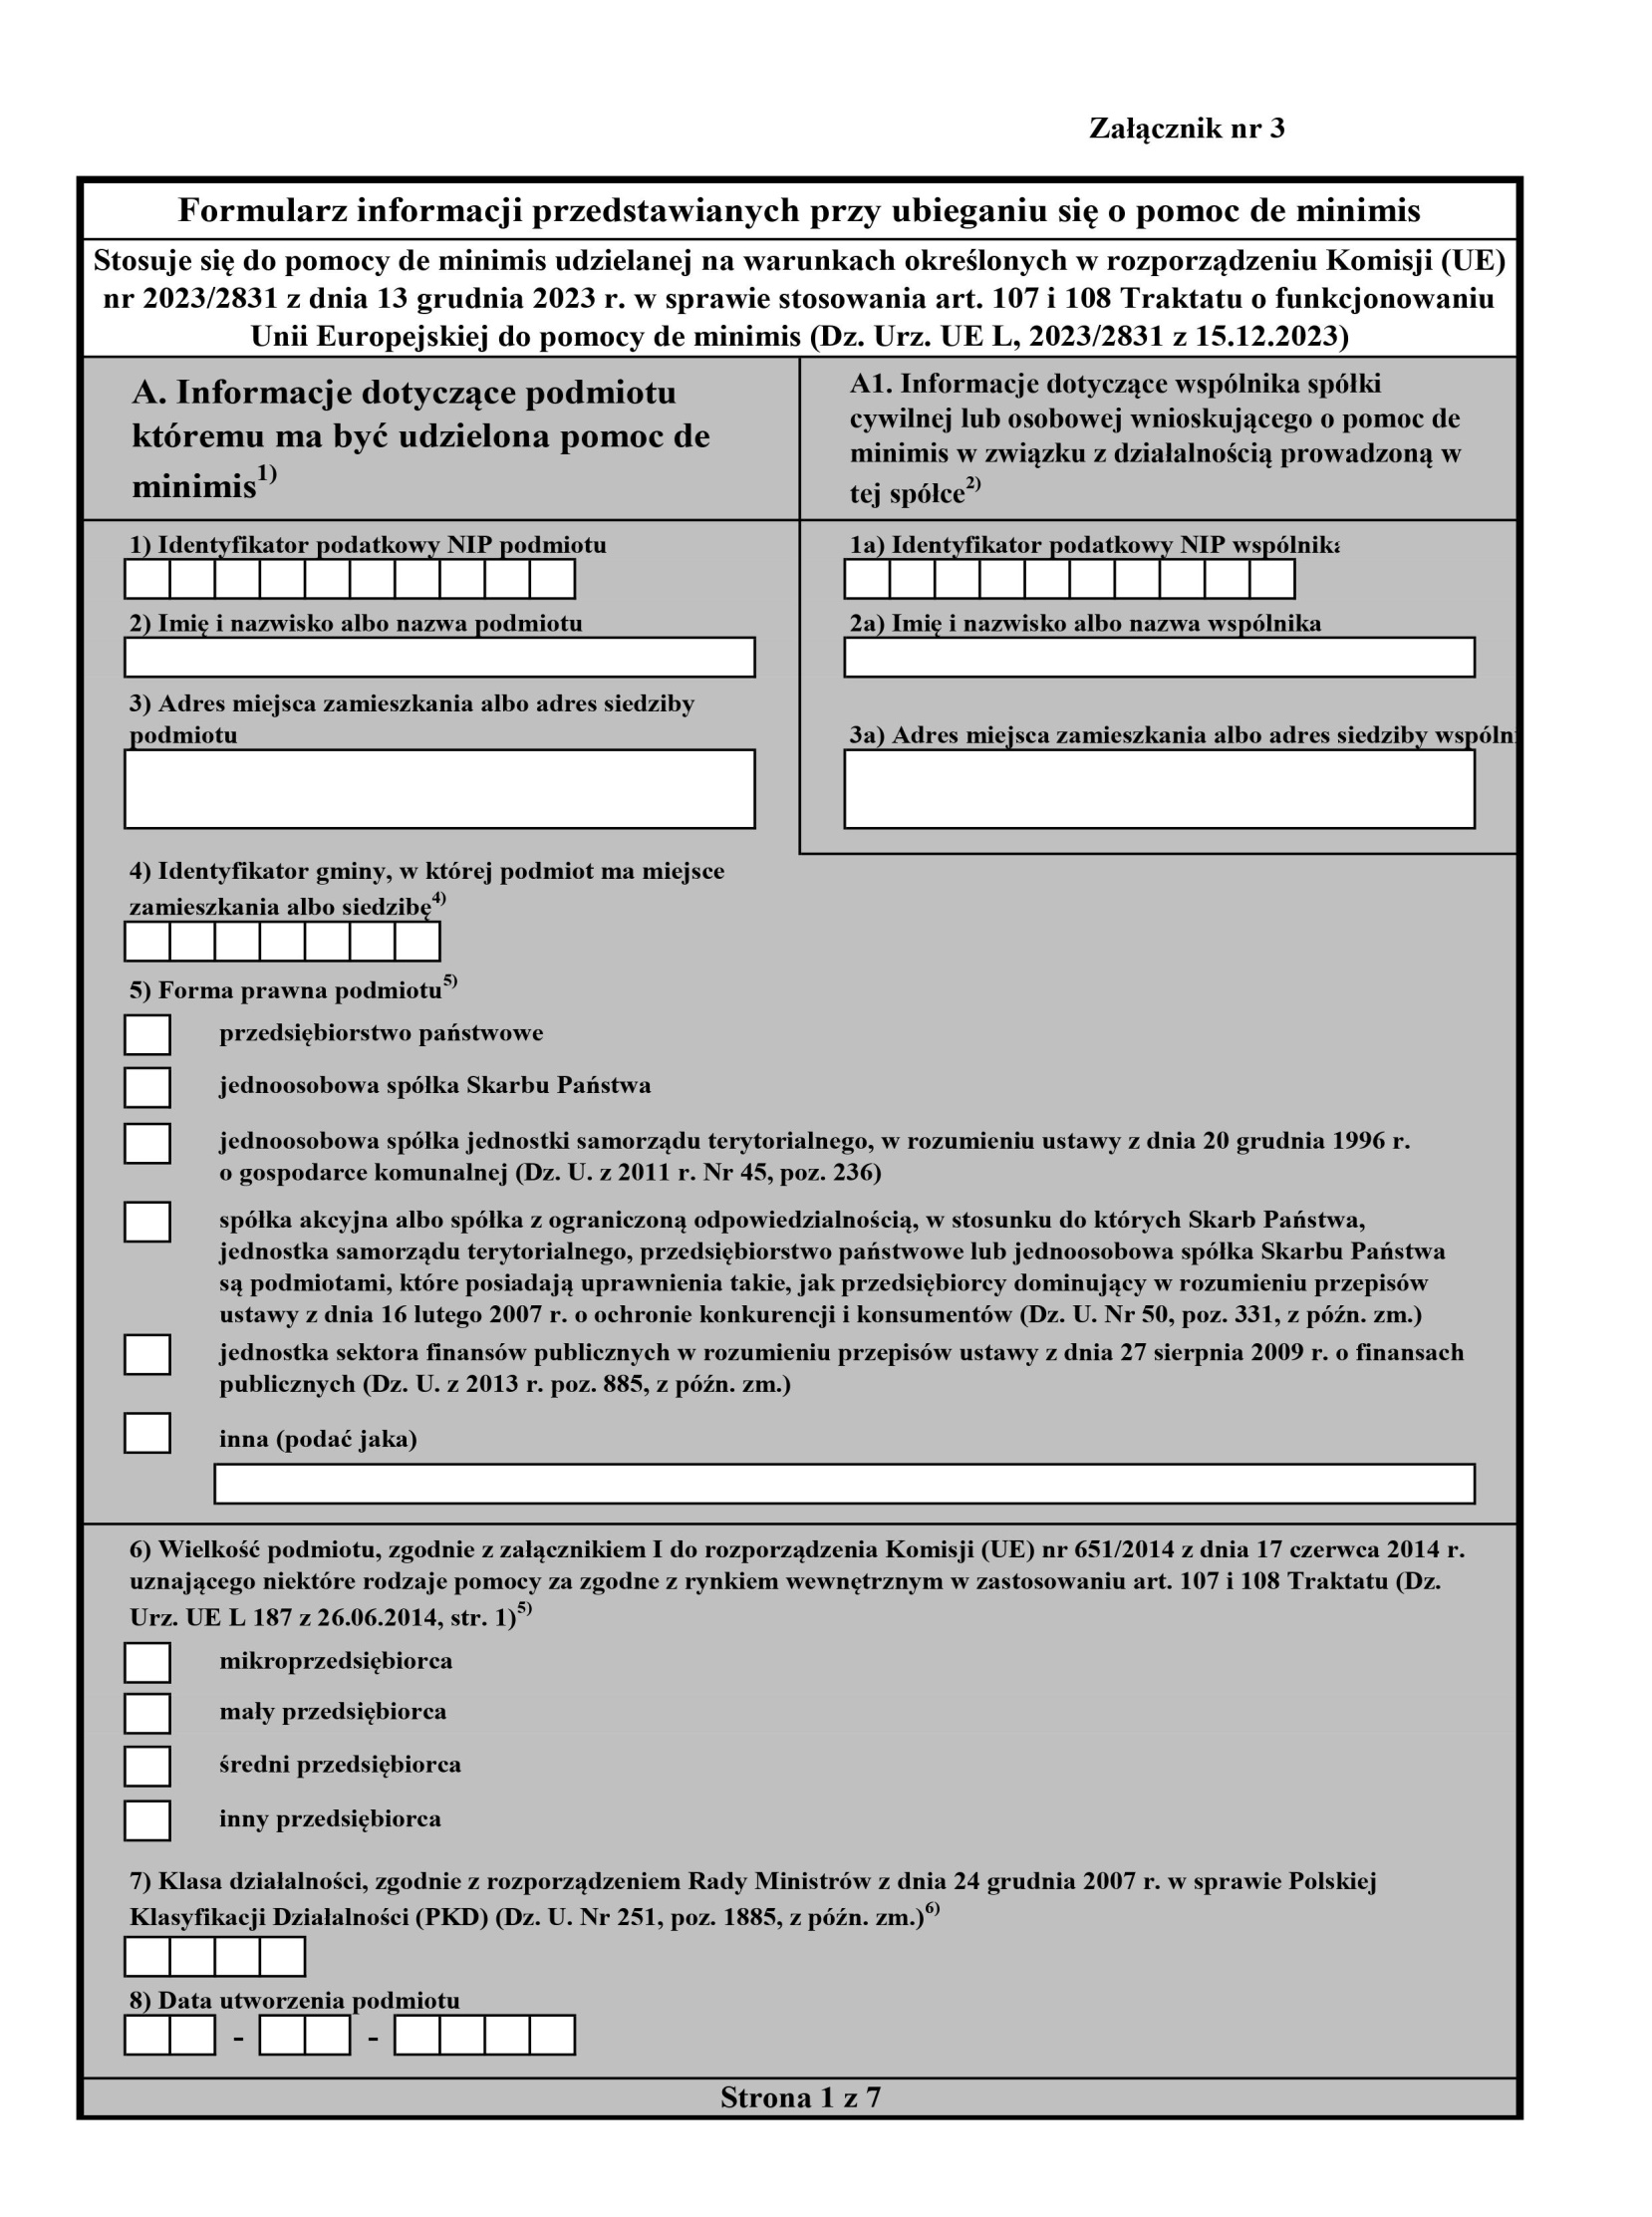 Załącznik nr 3
Formularz informacji przedstawianych przy ubieganiu się o pomoc de minimis
Stosuje się do pomocy de minimis udzielanej na warunkach określonych w rozporządzeniu Komisji (UE)
nr 2023/2831 z dnia 13 grudnia 2023 r. w sprawie stosowania art. 107 i 108 Traktatu o funkcjonowaniu
Unii Europejskiej do pomocy de minimis (Dz. Urz. UE L, 2023/2831 z 15.12.2023)
A. Informacje dotyczące podmiotu
któremu ma być udzielona pomoc de
minimis1)
A1. Informacje dotyczące wspólnika spółki
cywilnej lub osobowej wnioskującego o pomoc de
minimis w związku z działalnością prowadzoną w
tej spółce2)
1) Identyfikator podatkowy NIP podmiotu
1a) Identyfikator podatkowy NIP wspólnika
2) Imię i nazwisko albo nazwa podmiotu
2a) Imię i nazwisko albo nazwa wspólnika
3) Adres miejsca zamieszkania albo adres siedziby
podmiotu
3a) Adres miejsca zamieszkania albo adres siedziby wspóln
4) Identyfikator gminy, w której podmiot ma miejsce
zamieszkania albo siedzibę4)
5) Forma prawna podmiotu5)
przedsiębiorstwo państwowe
jednoosobowa spółka Skarbu Państwa
jednoosobowa spółka jednostki samorządu terytorialnego, w rozumieniu ustawy z dnia 20 grudnia 1996 r.
o gospodarce komunalnej (Dz. U. z 2011 r. Nr 45, poz. 236)
spółka akcyjna albo spółka z ograniczoną odpowiedzialnością, w stosunku do których Skarb Państwa,
jednostka samorządu terytorialnego, przedsiębiorstwo państwowe lub jednoosobowa spółka Skarbu Państwa
są podmiotami, które posiadają uprawnienia takie, jak przedsiębiorcy dominujący w rozumieniu przepisów
ustawy z dnia 16 lutego 2007 r. o ochronie konkurencji i konsumentów (Dz. U. Nr 50, poz. 331, z późn. zm.)
jednostka sektora finansów publicznych w rozumieniu przepisów ustawy z dnia 27 sierpnia 2009 r. o finansach
publicznych (Dz. U. z 2013 r. poz. 885, z późn. zm.)
inna (podać jaka)
6) Wielkość podmiotu, zgodnie z załącznikiem I do rozporządzenia Komisji (UE) nr 651/2014 z dnia 17 czerwca 2014 r.
uznającego niektóre rodzaje pomocy za zgodne z rynkiem wewnętrznym w zastosowaniu art. 107 i 108 Traktatu (Dz.
Urz. UE L 187 z 26.06.2014, str. 1)5)
mikroprzedsiębiorca
mały przedsiębiorca
średni przedsiębiorca
inny przedsiębiorca
7) Klasa działalności, zgodnie z rozporządzeniem Rady Ministrów z dnia 24 grudnia 2007 r. w sprawie Polskiej
Klasyfikacji Działalności (PKD) (Dz. U. Nr 251, poz. 1885, z późn. zm.)6)
8) Data utworzenia podmiotu
- -
Strona 1 z 7